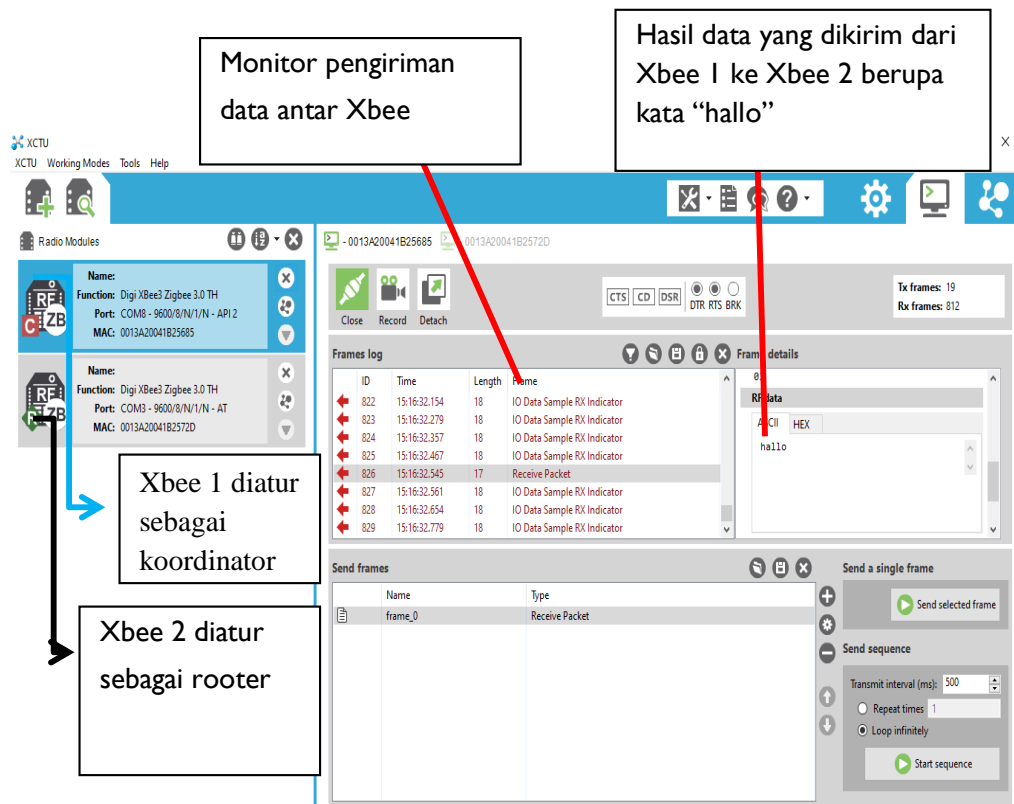 Monitor pengiriman
data antar Xbee
Hasil data yang dikirim dari
Xbee 1 ke Xbee 2 berupa
kata “hallo”
XCTU
X
XCTU Working Modes Tools Help
Radio Modules
- 0013A20041B25685
- 0013A20041B2572D
Name:
Function: Digi XBee3 Zigbee 3.0 TH
Port: COM8 - 9600/8/N/1/N - API 2
MAC: 0013A20041B25685
RF
C ZB
Name:
Function: Digi XBee3 Zigbee 3.0 TH
Port: COM3 - 9600/8/N/1/N - AT
MAC: 0013A20041B2572D
RF
R ZB
Xbee 1 diatur
sebagai
koordinator
Xbee 2 diatur
sebagai rooter
Close Record Detach
CTS CD DSR DTR RTS BRK
Tx frames: 19
Rx frames: 812
Frames log
ID Time Length Frame
822 15:16:32.154 18 IO Data Sample RX Indicator
823 15:16:32.279 18 IO Data Sample RX Indicator
824 15:16:32.357 18 IO Data Sample RX Indicator
825 15:16:32.467 18 IO Data Sample RX Indicator
826 15:16:32.545 17 Receive Packet
827 15:16:32.561 18 IO Data Sample RX Indicator
828 15:16:32.654 18 IO Data Sample RX Indicator
829 15:16:32.779 18 IO Data Sample RX Indicator
Frame details
RF data
ASCII HEX
hallo
Send frames
Name Type
frame_0 Receive Packet
Send a single frame
Send selected frame
Send sequence
Transmit interval (ms): 500
Repeat times 1
Loop infinitely
Start sequence